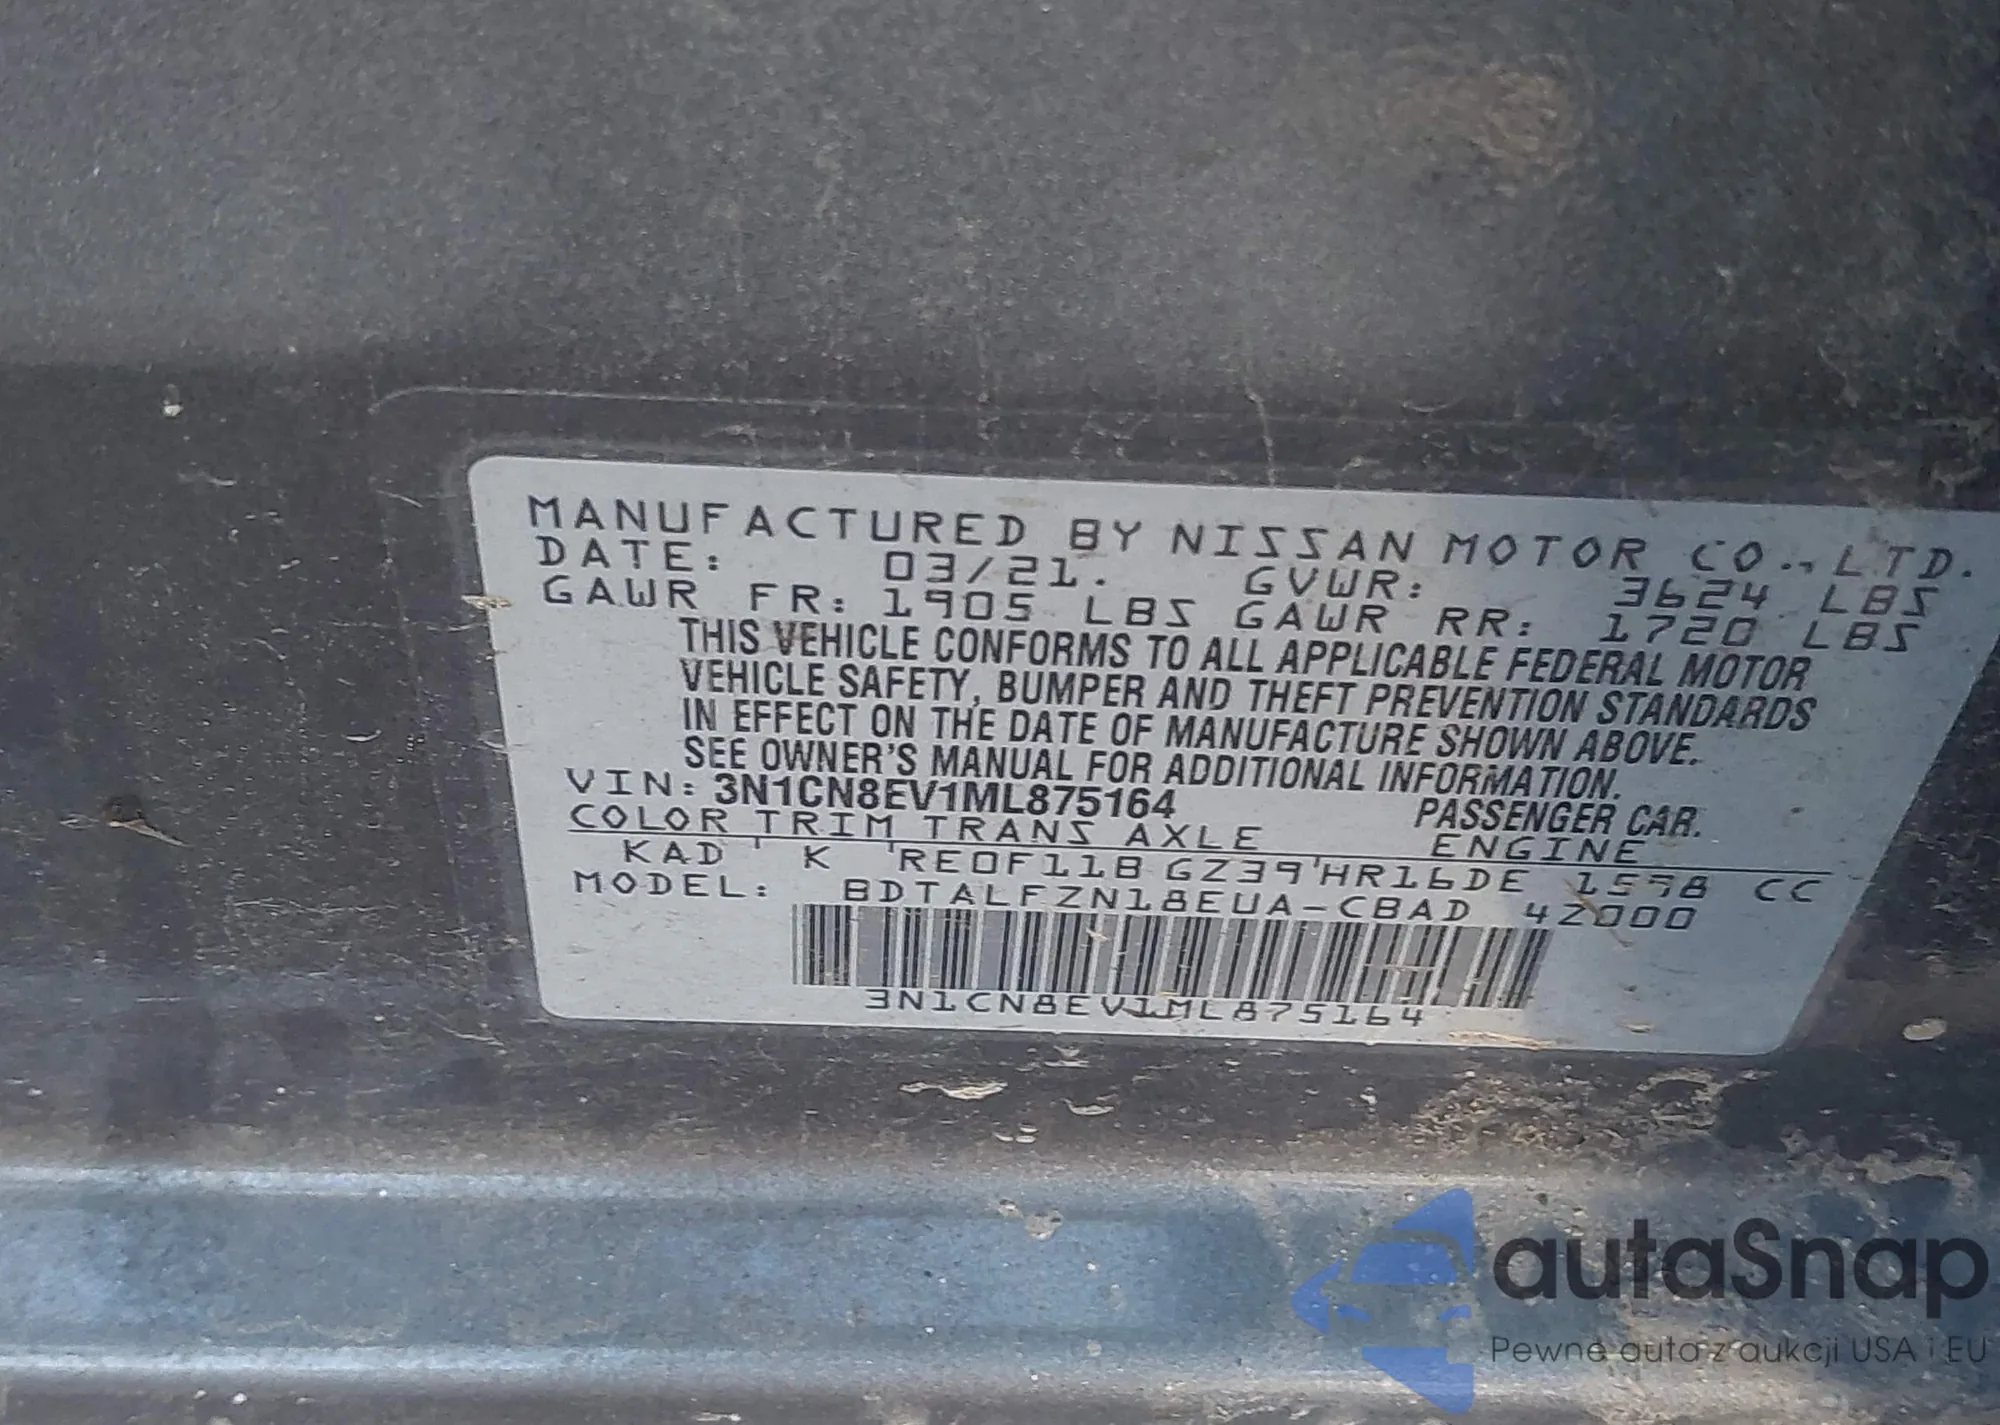 MANUFACTURED BY NISSAN MOTOR CO., LTD.
DATE: 03/21. GVWR: 3624 LBS
GAWR FR: 1905 LBS GAWR RR: 1720 LBS
THIS VEHICLE CONFORMS TO ALL APPLICABLE FEDERAL MOTOR
VEHICLE SAFETY, BUMPER AND THEFT PREVENTION STANDARDS
IN EFFECT ON THE DATE OF MANUFACTURE SHOWN ABOVE.
SEE OWNER'S MANUAL FOR ADDITIONAL INFORMATION.
VIN: 3N1CN8EV1ML875164 PASSENGER CAR.
COLOR TRIM TRANS AXLE ENGINE
KAD ' K 'RE0F11B GZ39'HR16DE 1598 CC
MODEL: BDTALFZN18EUA-CBAD 4Z000
3N1CN8EV1ML875164
autaSnap
Pewne auta z aukcji USA i EU